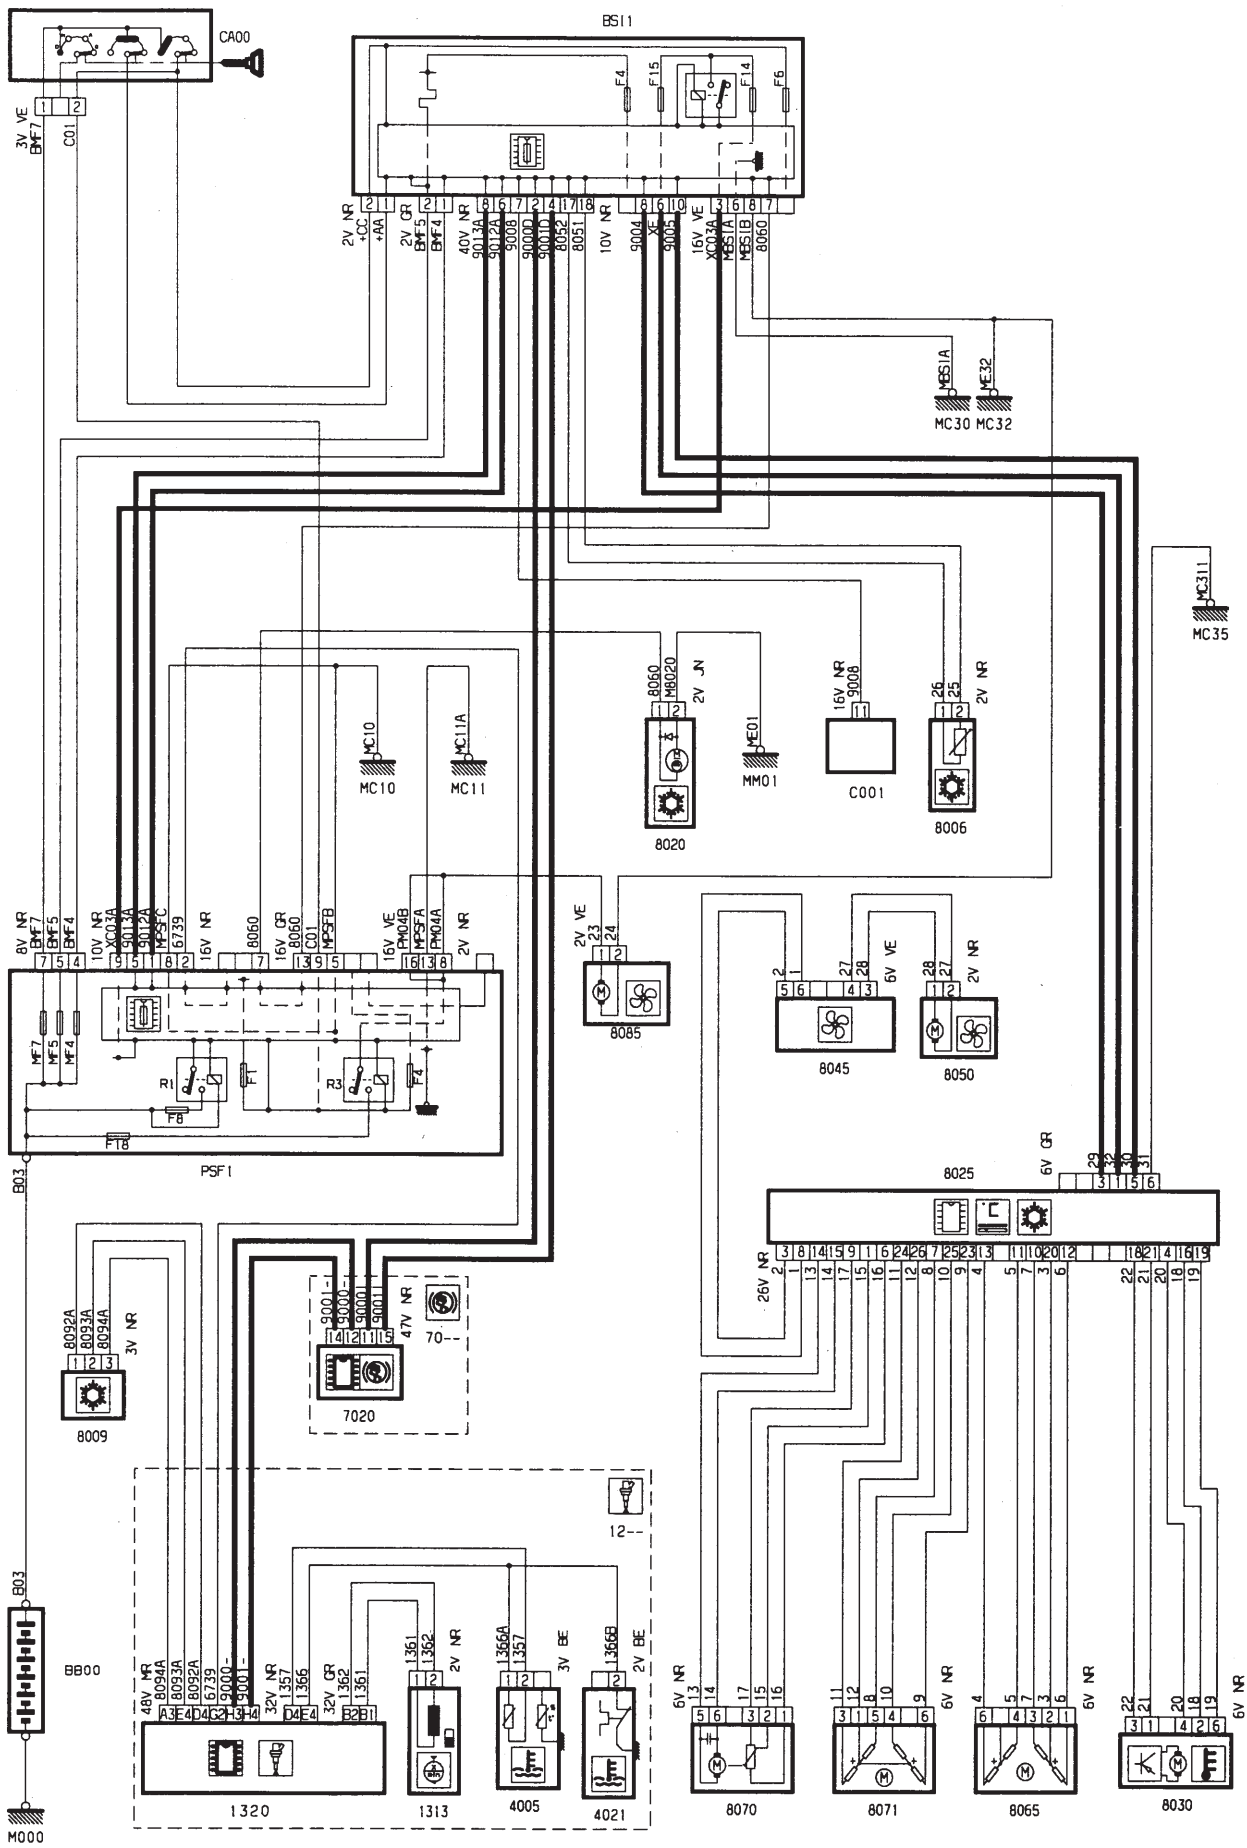 BSI1
CA00
1 2
3V VE
BMF7
C01
F4
F15
F14
F6
2 1 2 1 8 6 7 2 4 17 18 8 6 10 3 6 8 7
2V NR
+CC
+AA
2V GR
BMF5
BMF4
40V NR
9013A
9012A
9008
9000D
9001D
8052
8051
10V NR
9004
XE
9005
16V VE
XC03A
MBS1A
MBS1B
8060
MBS1A
ME32
MC30 MC32
MC311
MC35
8060
M8020
2V JN
1 2
8020
ME01
MM01
16V NR
9008
11
C001
26
25
2V NR
1 2
8006
MC10
MC10
MC11A
MC11
8V NR
BMF7
BMF5
BMF4
10V NR
XC03A
9013A
9012A
MPSFC
6739
16V NR
8060
16V GR
8060
C01
MPSFB
16V VE
PM04B
MPSFA
PM04A
2V NR
7 5 4 9 5 1 8 2 7 13 9 5 16 13 8
MF7
MF5
MF4
R1
F8
F18
F1
R3
F4
PSF1
B03
2V VE
23
24
1 2
M
8085
2
1
27
28
6V VE
5 6 4 3
8045
28
27
2V NR
1 2
M
8050
6V GR
29
32
30
31
3 1 5 6
8025
°C
3 8 14 15 9 1 6 24 26 7 25 23 13 11 10 20 12 18 21 4 16 19
26V NR
2
1
13
14
17
15
16
11
12
8
10
9
4
5
7
3
6
22
21
20
18
19
8092A
8093A
8094A
3V NR
1 2 3
8009
9001-
9000-
9000
9001
47V NR
14 12 11 15
70--
7020
12--
B03
BB00
M000
48V MR
8094A
8093A
8092A
6739
9000-
9001-
32V NR
1357
1366
32V GR
1362
1361
A3 E4 D4 G2 H3 H4 D4 E4 B2 B1
1320
1361
1362
2V NR
1 2
1313
1366A
1357
3V BE
1 2
4005
1366B
2V BE
2
4021
6V NR
13
14
17
15
16
5 6 3 2 1
M
8070
11
12
8
10
9
6V NR
3 1 5 4 6
M
8071
4
5
7
3
6
6V NR
6 4 3 2 1
M
8065
22
21
20
18
19
6V NR
3 1 4 2 6
M
8030